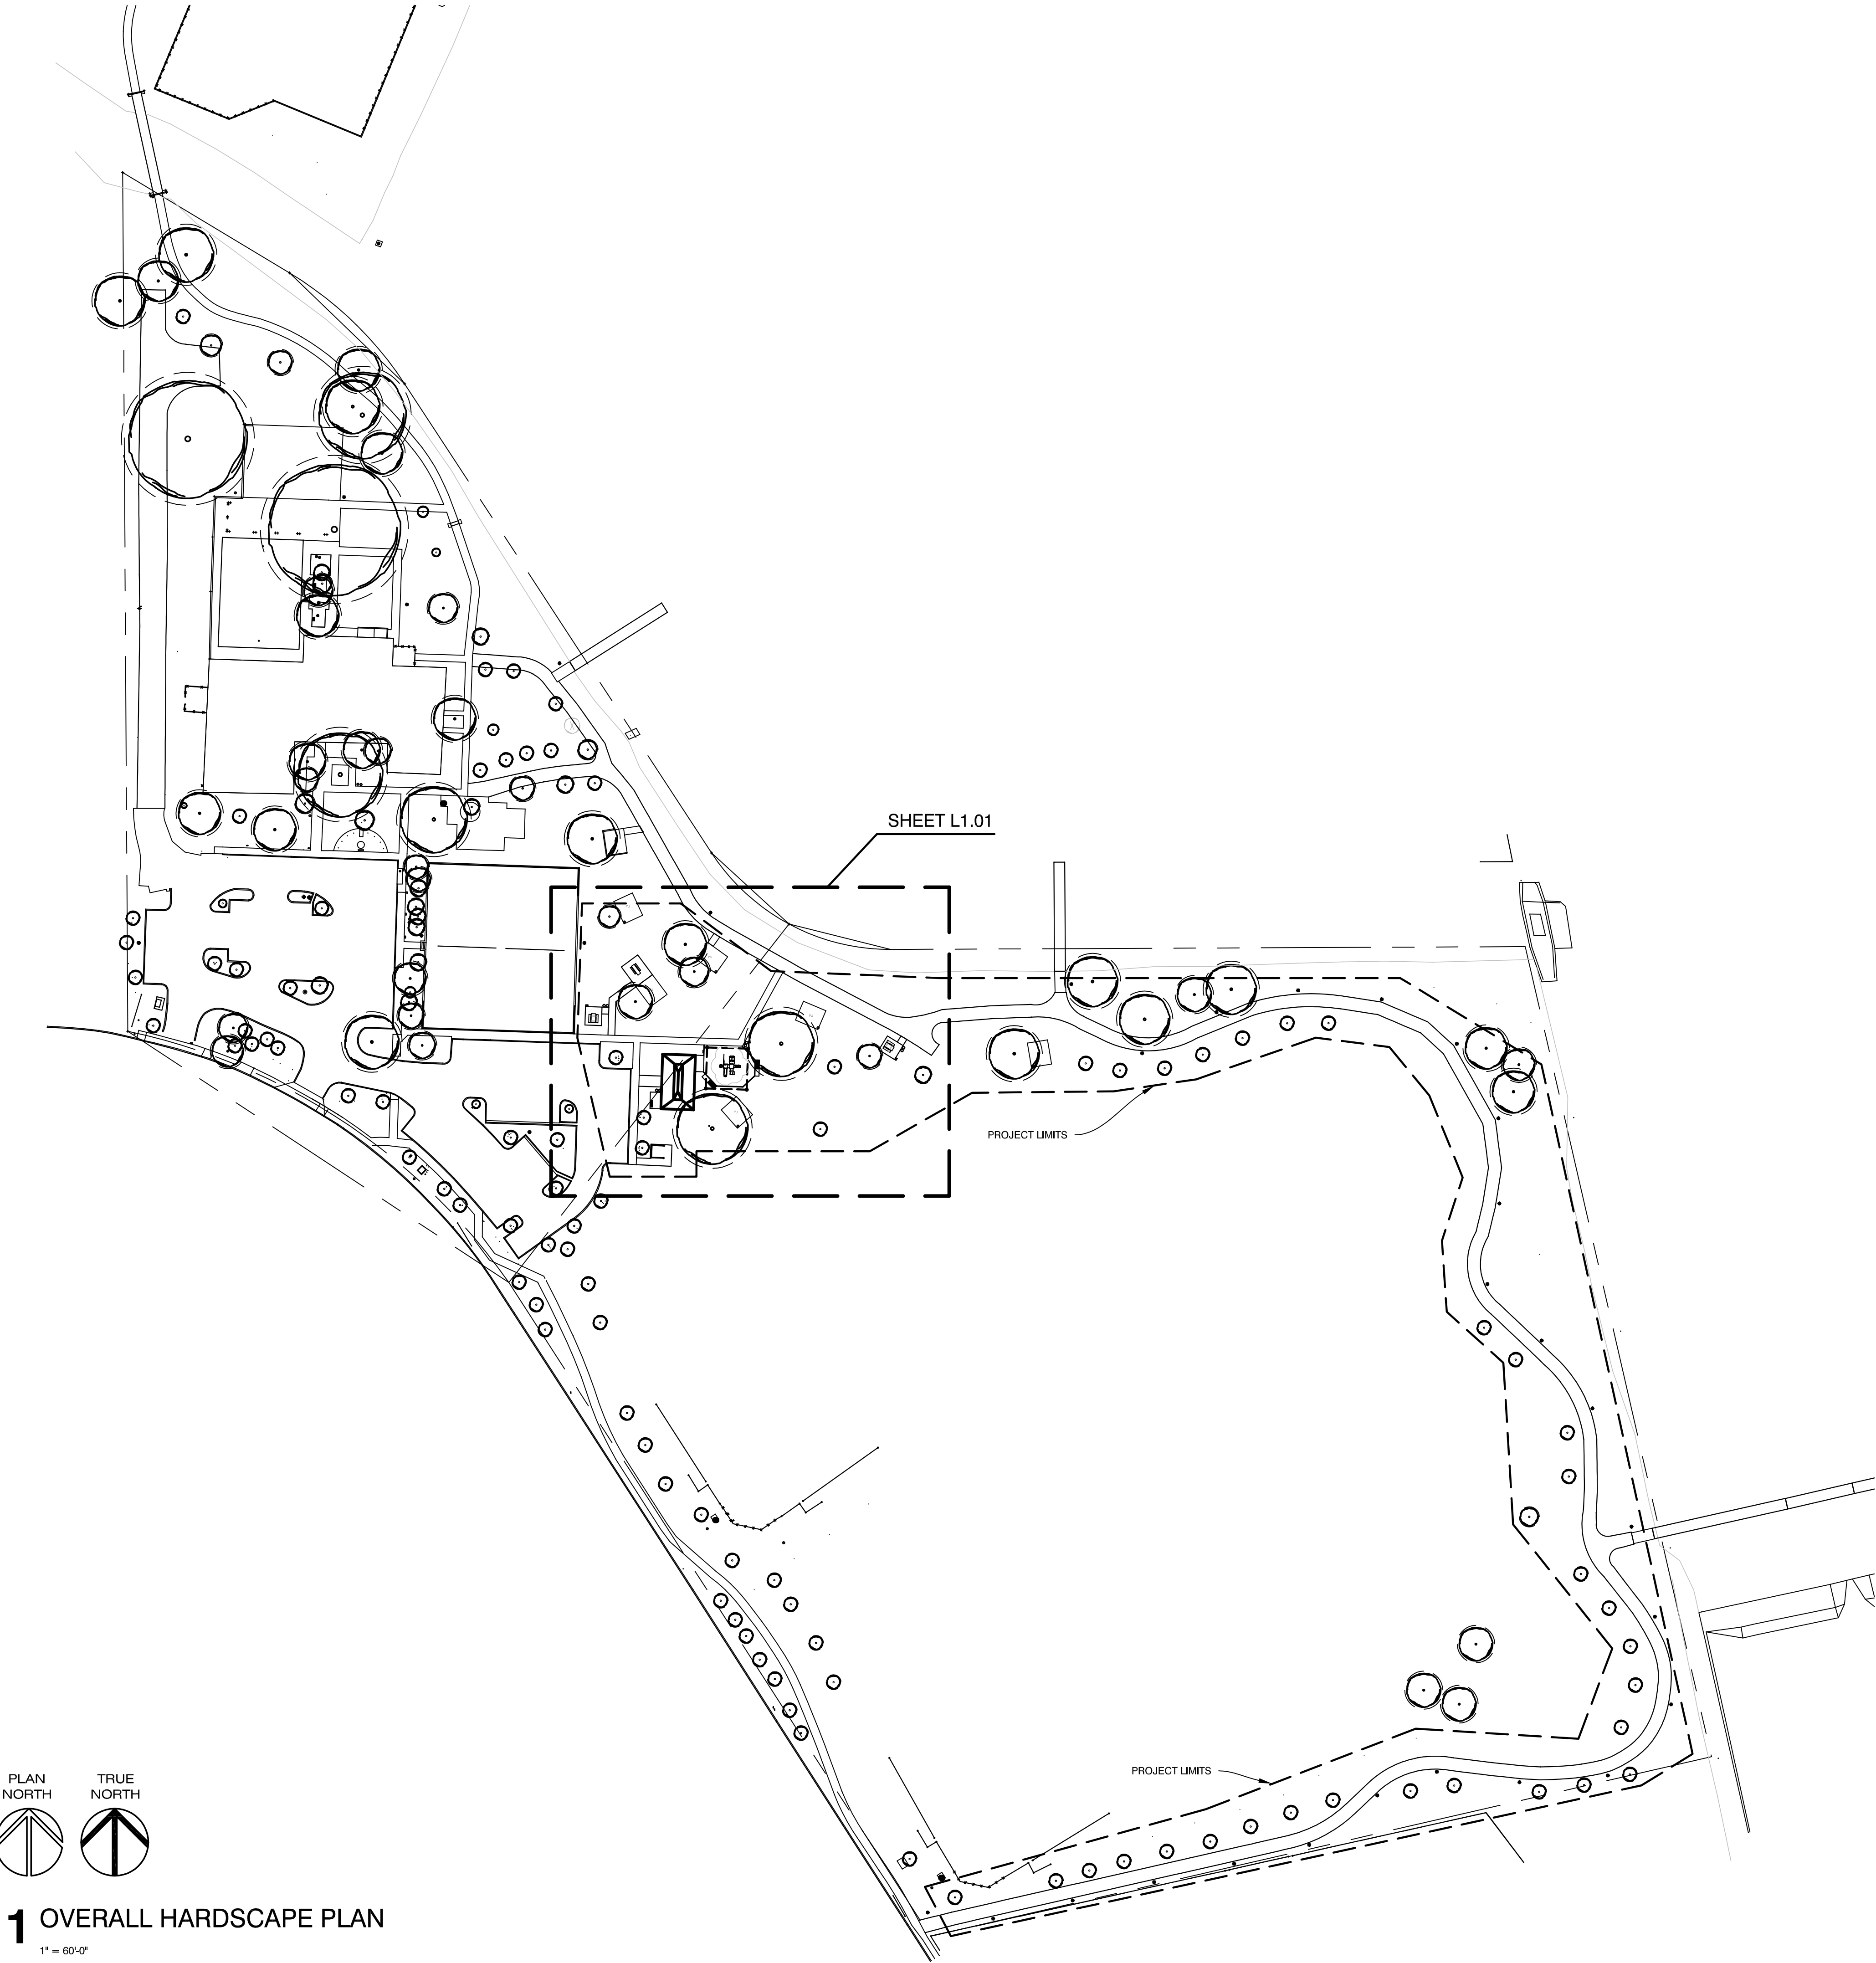 SHEET L1.01
PROJECT LIMITS
PROJECT LIMITS
PLAN
NORTH
TRUE
NORTH
1 OVERALL HARDSCAPE PLAN
1" = 60'-0"